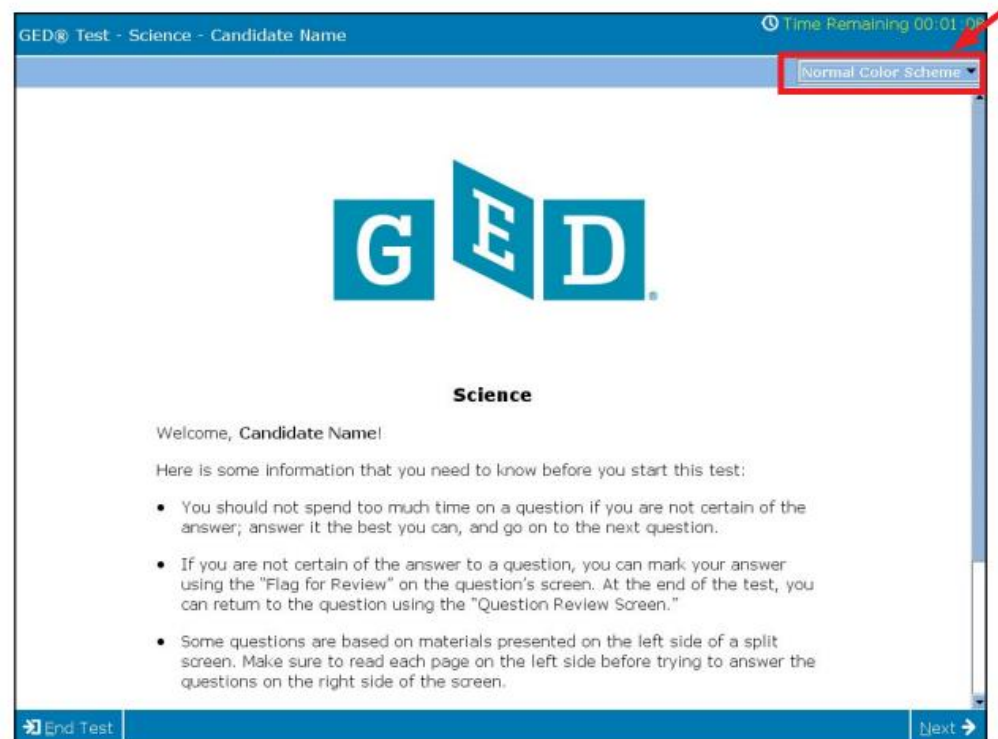 GED® Test - Science - Candidate Name
Time Remaining 00:01:08
Normal Color Scheme
GED®
Science
Welcome, Candidate Name!
Here is some information that you need to know before you start this test:
• You should not spend too much time on a question if you are not certain of the
answer; answer it the best you can, and go on to the next question.
• If you are not certain of the answer to a question, you can mark your answer
using the "Flag for Review" on the question's screen. At the end of the test, you
can return to the question using the "Question Review Screen."
• Some questions are based on materials presented on the left side of a split
screen. Make sure to read each page on the left side before trying to answer the
questions on the right side of the screen.
End Test
Next